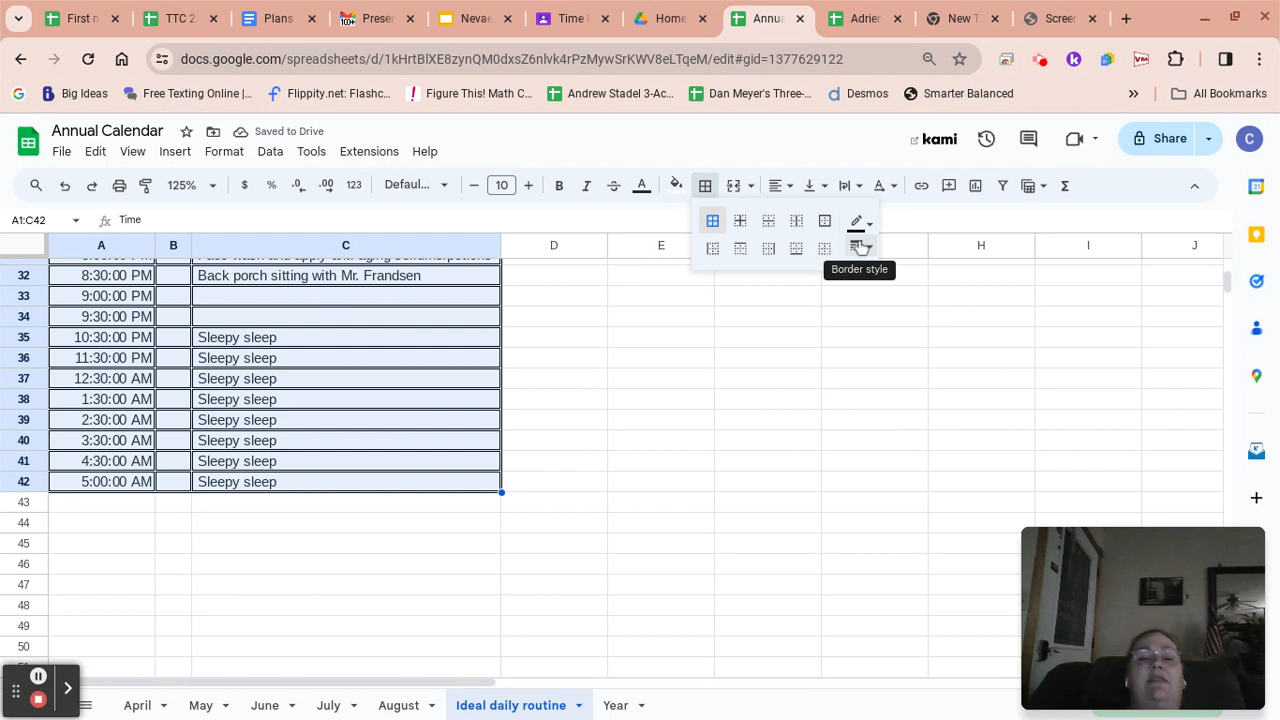 First n
TTC 2
Plans
10+
Preser
Nevae
Time l
Home
Annua
Adrier
New T
Screer
docs.google.com/spreadsheets/d/1kHrtBlXE8zynQM0dxsZ6nlvk4rPzMywSrKWV8eLTqeM/edit#gid=1377629122
Big Ideas
Free Texting Online |...
Flippity.net: Flashc...
Figure This! Math C...
Andrew Stadel 3-Ac...
Dan Meyer's Three-...
Desmos
Smarter Balanced
All Bookmarks
Annual Calendar
Saved to Drive
kami
Share
C
File
Edit
View
Insert
Format
Data
Tools
Extensions
Help
125%
$
%
.0
.00
123
Defaul...
10
B
I
A
A1:C42
fx
Time
A B C D E H I J
32 8:30:00 PM Back porch sitting with Mr. Frandsen
33 9:00:00 PM
34 9:30:00 PM
35 10:30:00 PM Sleepy sleep
36 11:30:00 PM Sleepy sleep
37 12:30:00 AM Sleepy sleep
38 1:30:00 AM Sleepy sleep
39 2:30:00 AM Sleepy sleep
40 3:30:00 AM Sleepy sleep
41 4:30:00 AM Sleepy sleep
42 5:00:00 AM Sleepy sleep
43
44
45
46
47
48
49
50
Border style
April
May
June
July
August
Ideal daily routine
Year